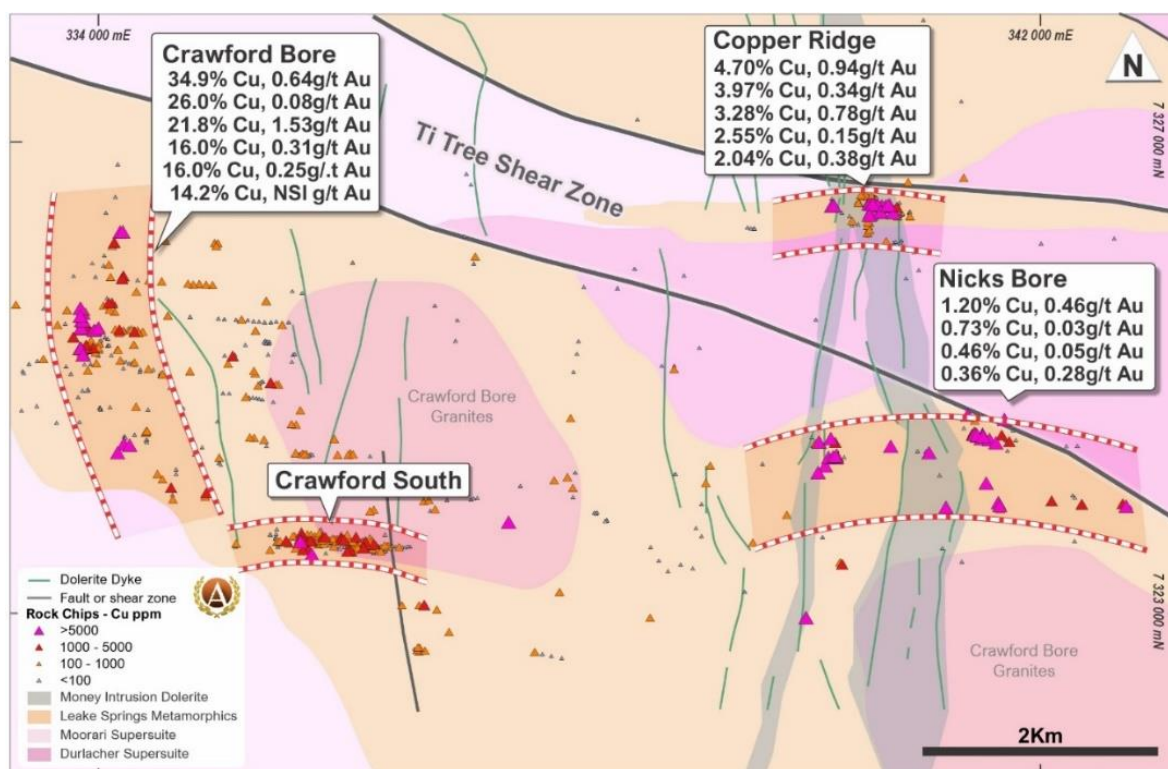 334 000 mE
342 000 mE
Crawford Bore
34.9% Cu, 0.64g/t Au
26.0% Cu, 0.08g/t Au
21.8% Cu, 1.53g/t Au
16.0% Cu, 0.31g/t Au
16.0% Cu, 0.25g/.t Au
14.2% Cu, NSI g/t Au
Copper Ridge
4.70% Cu, 0.94g/t Au
3.97% Cu, 0.34g/t Au
3.28% Cu, 0.78g/t Au
2.55% Cu, 0.15g/t Au
2.04% Cu, 0.38g/t Au
N
7 327 000 mN
Ti Tree Shear Zone
Nicks Bore
1.20% Cu, 0.46g/t Au
0.73% Cu, 0.03g/t Au
0.46% Cu, 0.05g/t Au
0.36% Cu, 0.28g/t Au
Crawford Bore
Granites
Crawford South
7 323 000 mN
Dolerite Dyke
Fault or shear zone
Rock Chips - Cu ppm
>5000
1000 - 5000
100 - 1000
<100
Money Intrusion Dolerite
Leake Springs Metamorphics
Moorari Supersuite
Durlacher Supersuite
A
Crawford Bore
Granites
2Km